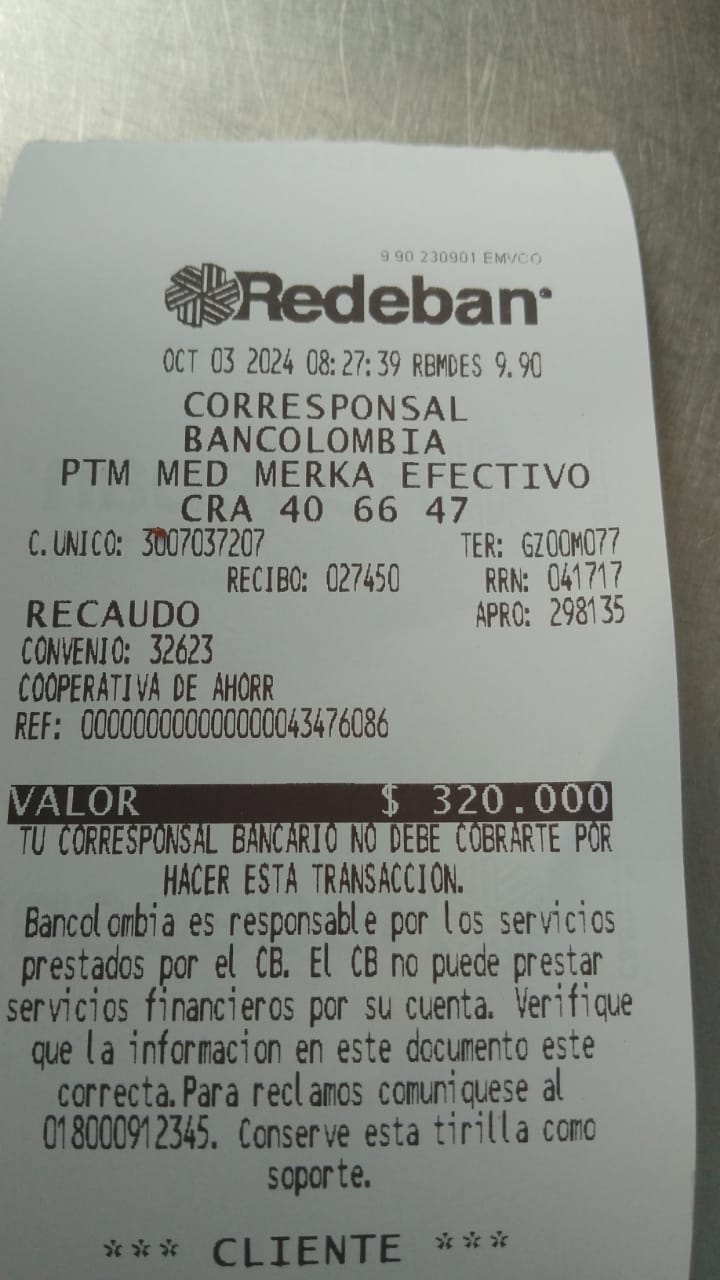 9.90 230901 EMVCO
Redeban
OCT 03 2024 08:27:39 RBMDES 9.90
CORRESPONSAL
BANCOLOMBIA
PTM MED MERKA EFECTIVO
CRA 40 66 47
C. UNICO: 3007037207 TER: GZOOM077
RECIBO: 027450 RRN: 041717
RECAUDO APRO: 298135
CONVENIO: 32623
COOPERATIVA DE AHORR
REF: 000000000000000043476086
VALOR $ 320.000
TU CORRESPONSAL BANCARIO NO DEBE COBRARTE POR
HACER ESTA TRANSACCION.
Bancolombia es responsable por los servicios
prestados por el CB. El CB no puede prestar
servicios financieros por su cuenta. Verifique
que la informacion en este documento este
correcta.Para reclamos comuniquese al
018000912345. Conserve esta tirilla como
soporte.
*** CLIENTE ***